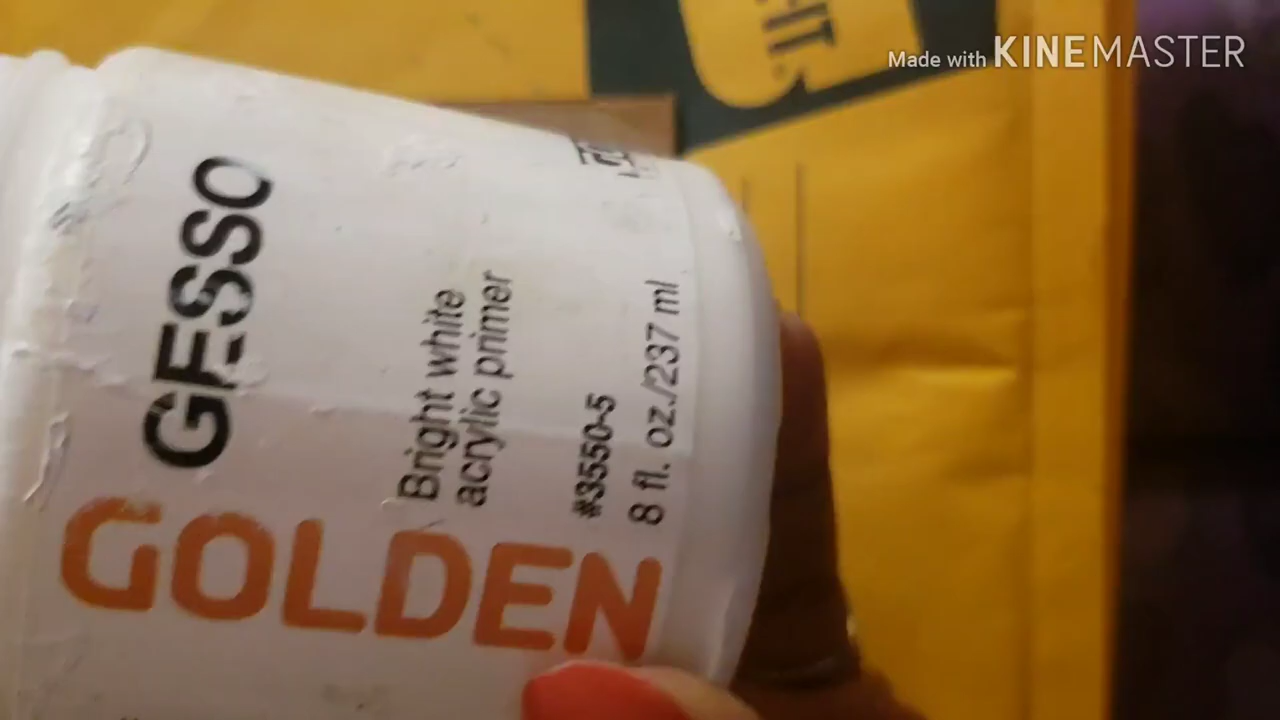 Made with KINEMASTER
GESSO
Bright white
acrylic primer
#3550-5
8 fl. oz./237 ml
GOLDEN